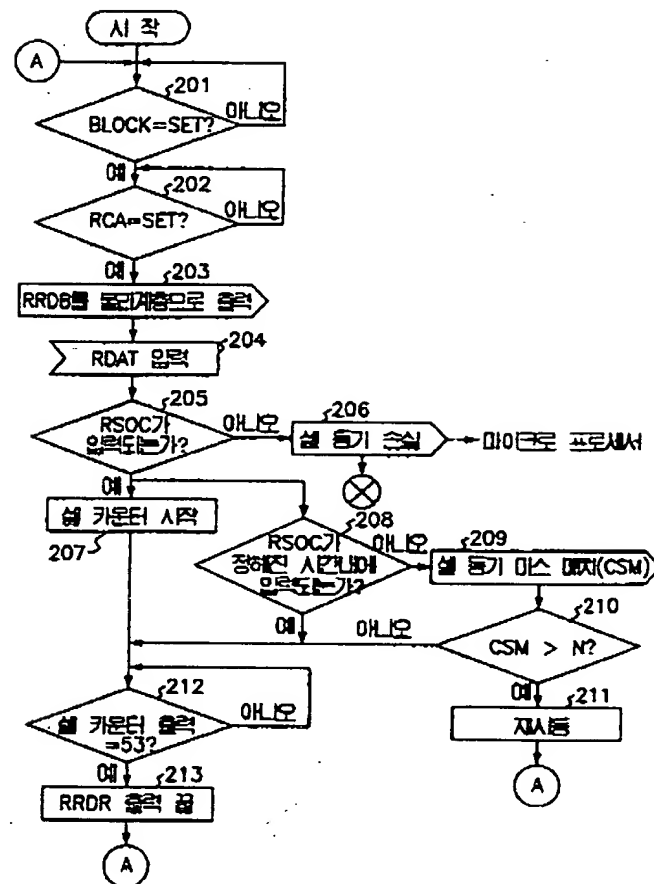 시 작
A
201
BLOCK=SET?
아니오
예
202
RCA=SET?
아니오
예
203
RRDB를 물리계층으로 출력
204
RDAT 입력
205
RSOC가
입력되는가?
아니오
206
셀 동기 손실
마이크로 프로세서
예
셀 카운터 시작
207
208
RSOC가
정해진 시간내에
입력되는가?
아니오
209
셀 동기 미스 (CSM)
예
아니오
210
CSM > N?
예
211
재시동
A
212
셀 카운터 출력
=53?
아니오
예
213
RRDR 출력 끝
A